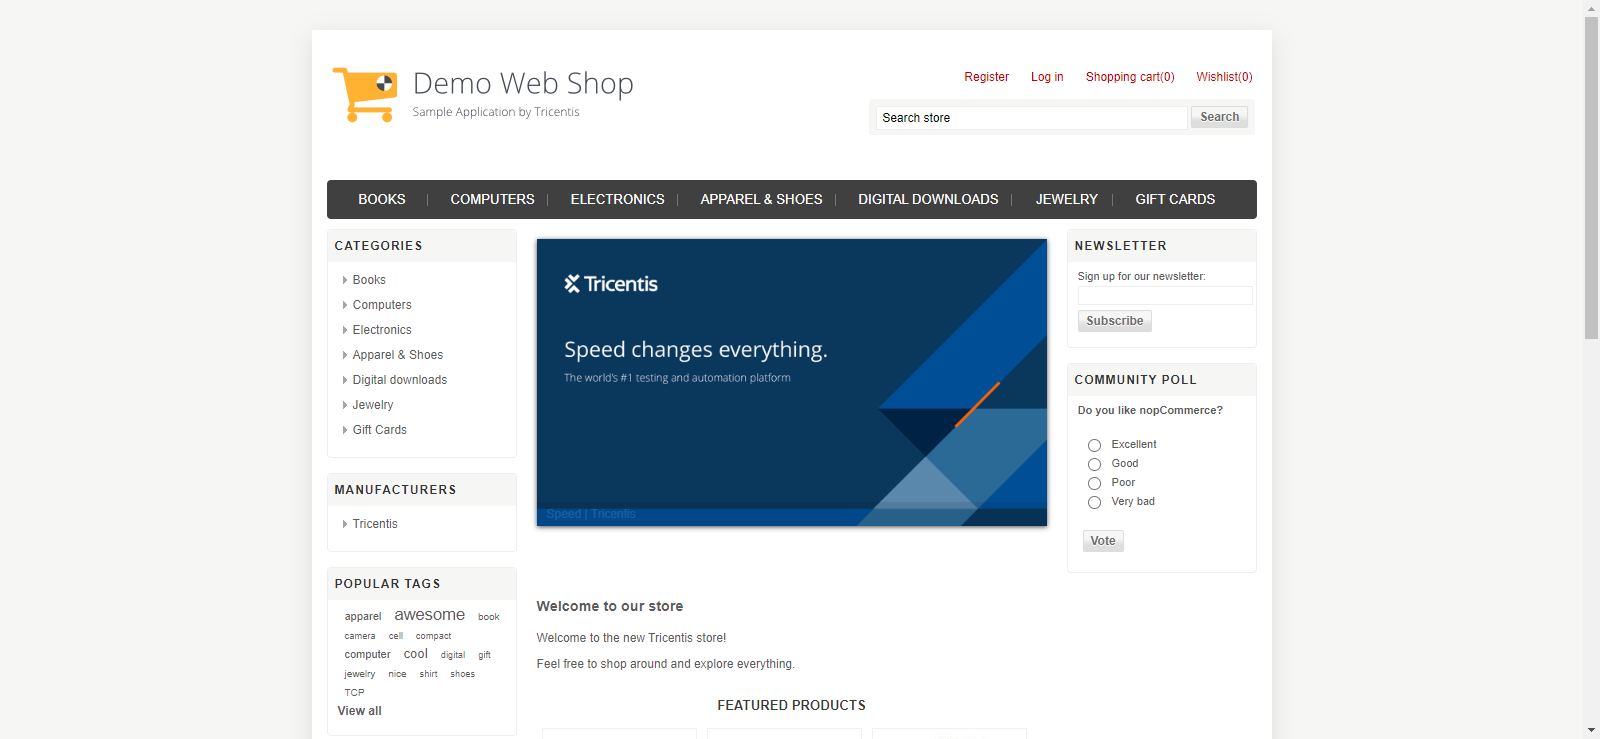 Demo Web Shop
Sample Application by Tricentis
Register Log in Shopping cart(0) Wishlist(0)
Search store Search
BOOKS COMPUTERS ELECTRONICS APPAREL & SHOES DIGITAL DOWNLOADS JEWELRY GIFT CARDS
CATEGORIES
Books
Computers
Electronics
Apparel & Shoes
Digital downloads
Jewelry
Gift Cards
MANUFACTURERS
Tricentis
POPULAR TAGS
apparel awesome book
camera cell compact
computer cool digital gift
jewelry nice shirt shoes
TCP
View all
Tricentis
Speed changes everything.
The world's #1 testing and automation platform
Speed | Tricentis
Welcome to our store
Welcome to the new Tricentis store!
Feel free to shop around and explore everything.
FEATURED PRODUCTS
NEWSLETTER
Sign up for our newsletter:
Subscribe
COMMUNITY POLL
Do you like nopCommerce?
Excellent
Good
Poor
Very bad
Vote